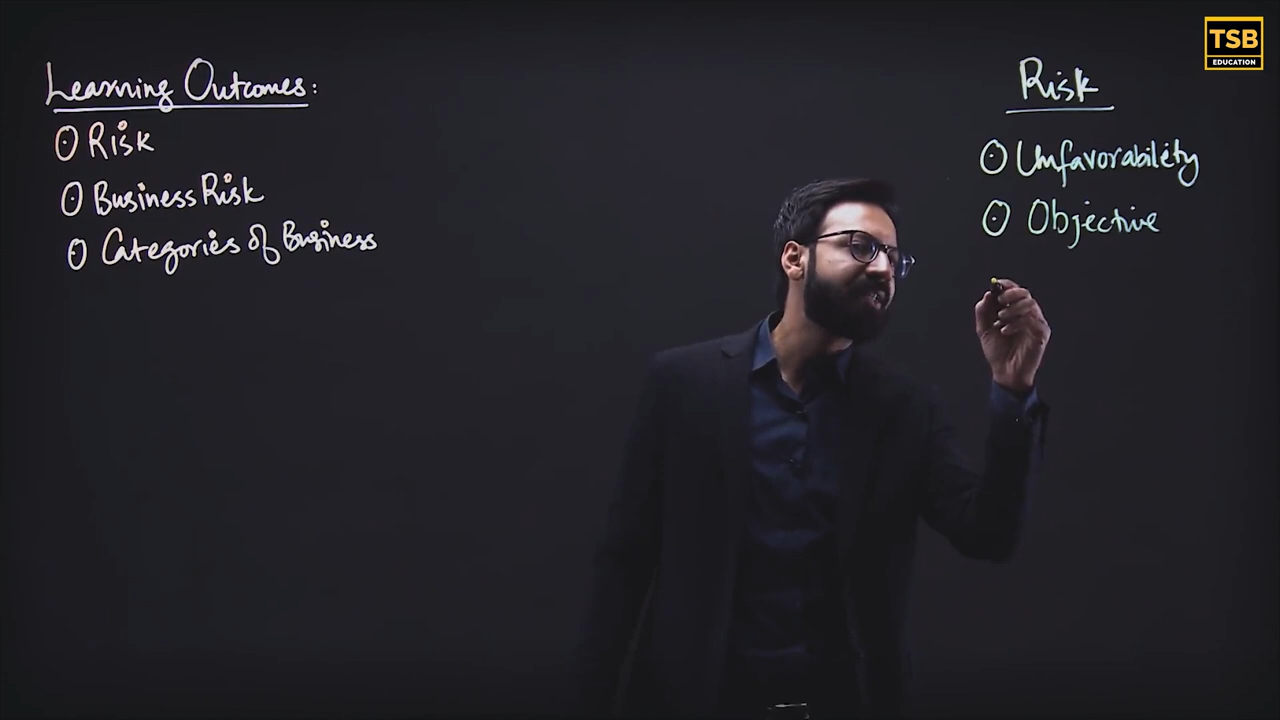 Learning Outcomes:
Risk
Business Risk
Categories of Business
Risk
Unfavorability
Objective
TSB
EDUCATION